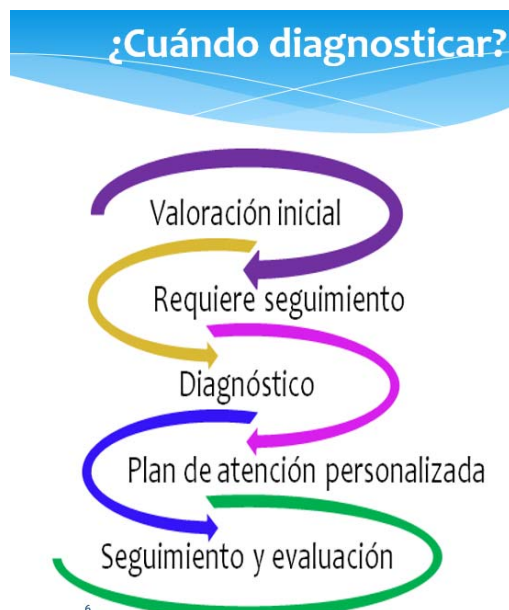 ¿Cuándo diagnosticar?
Valoración inicial
Requiere seguimiento
Diagnóstico
Plan de atención personalizada
Seguimiento y evaluación
6